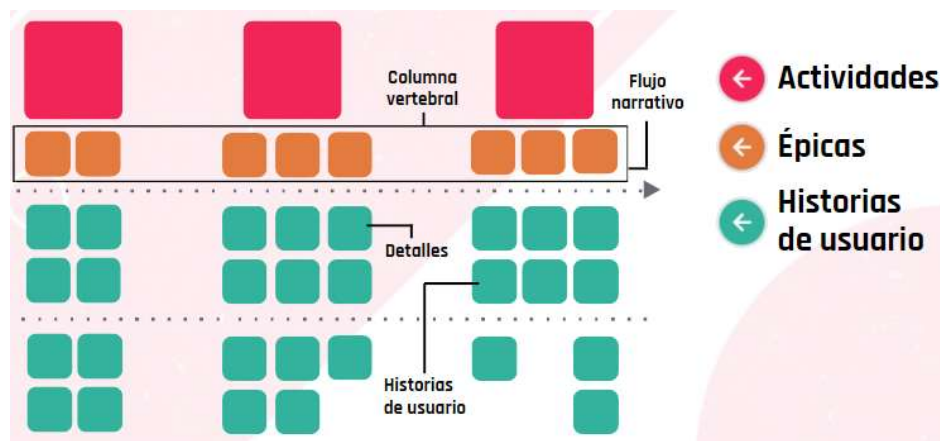 Columna
vertebral
Flujo
narrativo
Detalles
Historias
de usuario
Actividades
Épicas
Historias
de usuario